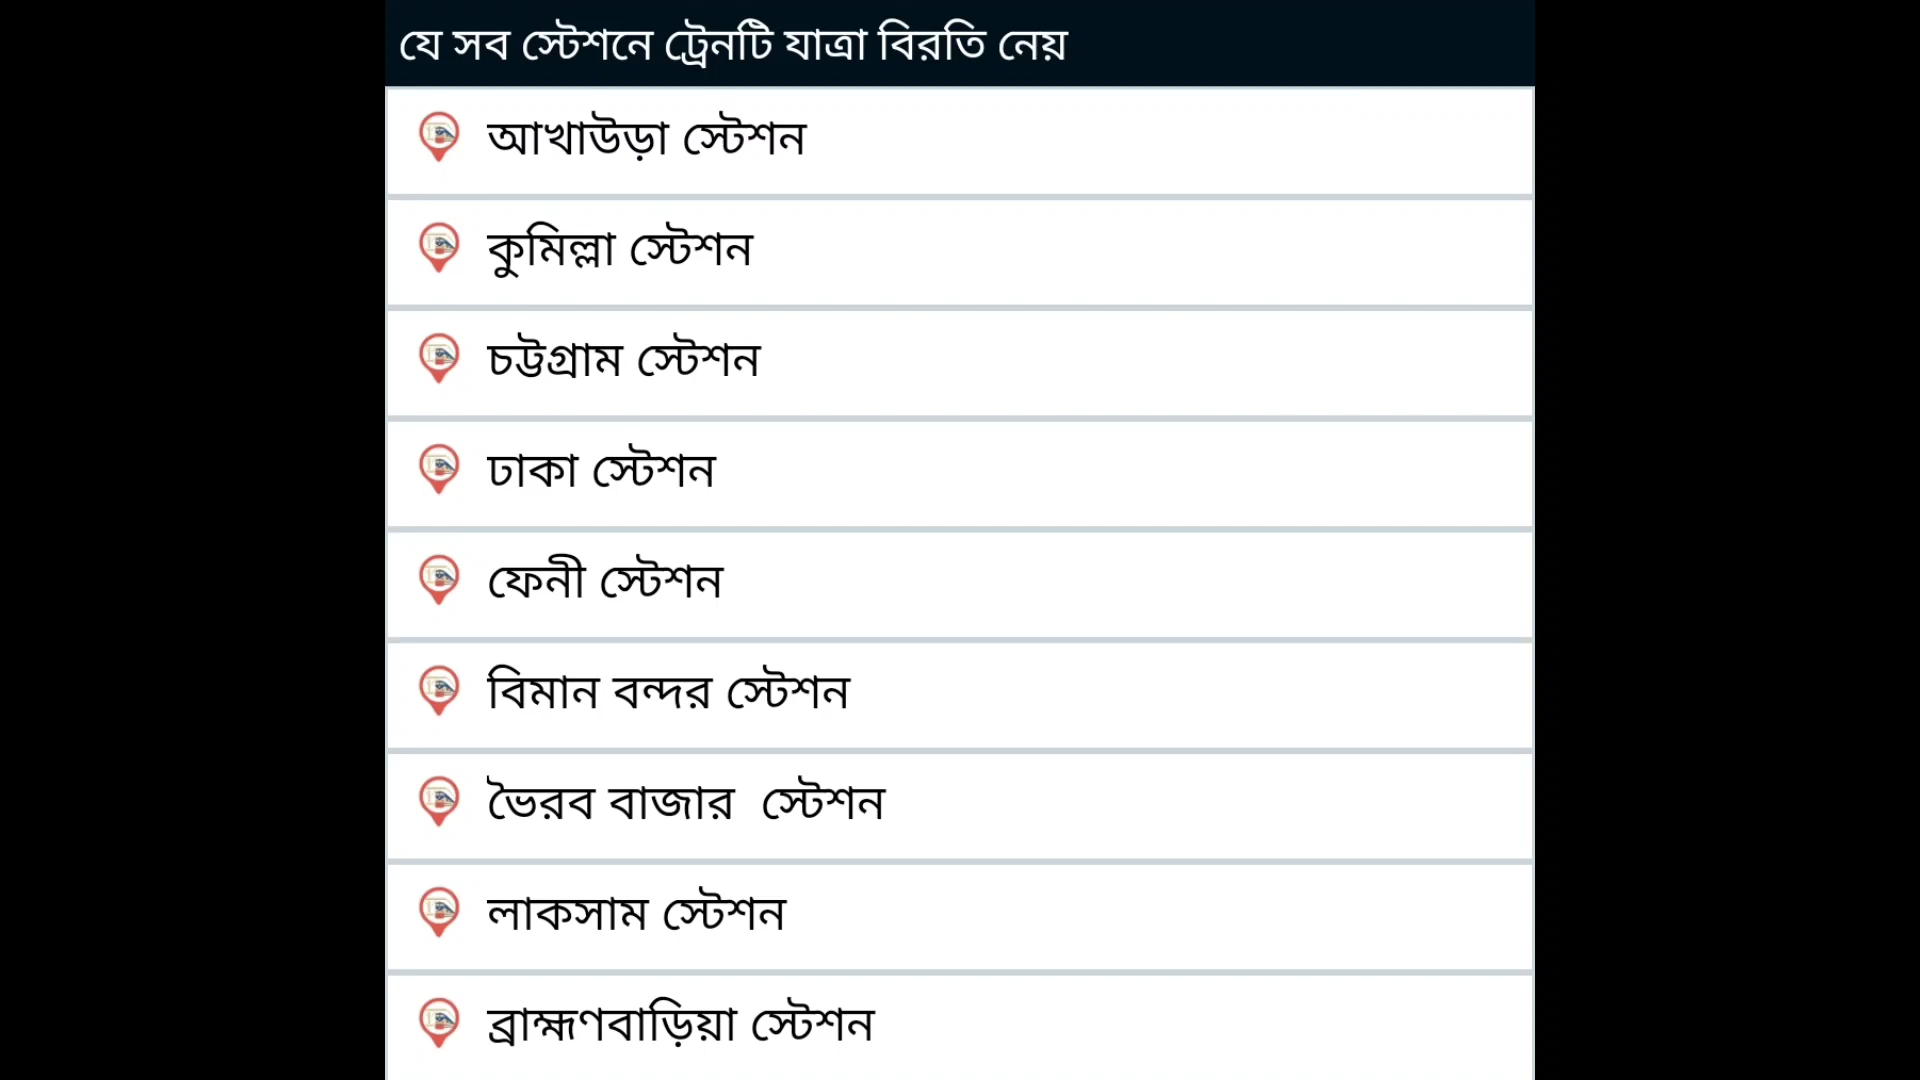 যে সব স্টেশনে ট্রেনটি যাত্রা বিরতি নেয়
আখাউড়া স্টেশন
কুমিল্লা স্টেশন
চট্টগ্রাম স্টেশন
ঢাকা স্টেশন
ফেনী স্টেশন
বিমান বন্দর স্টেশন
ভৈরব বাজার  স্টেশন
লাকসাম স্টেশন
ব্রাহ্মণবাড়িয়া স্টেশন